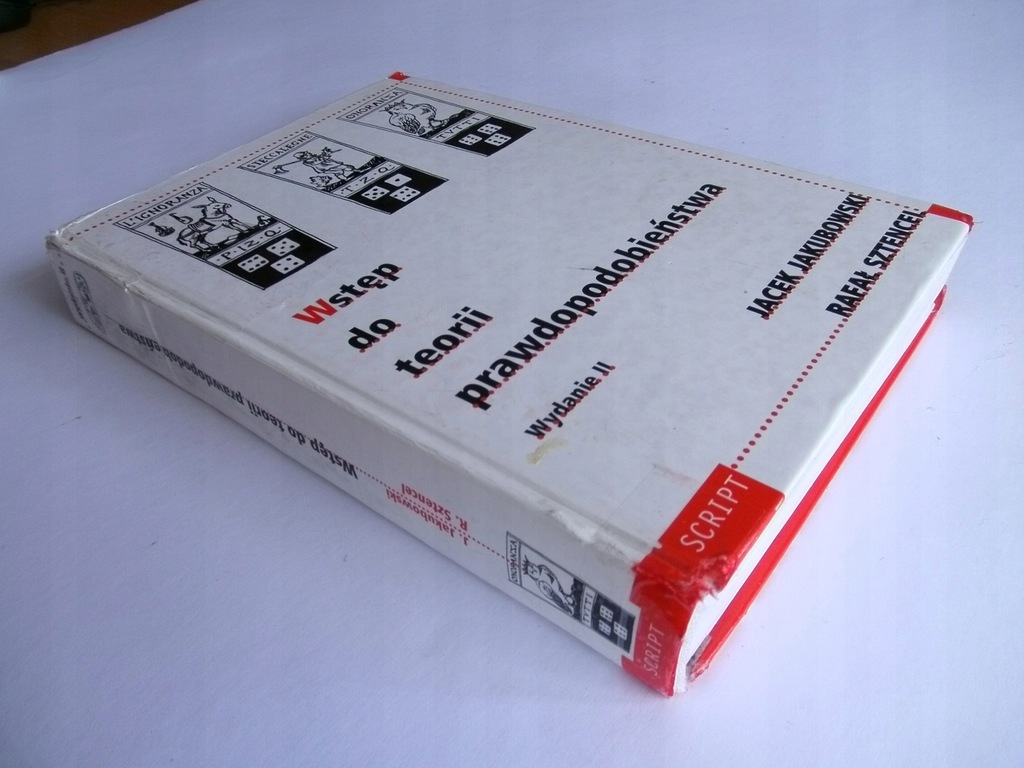 JACEK JAKUBOWSKI
RAFAŁ SZTENCEL
Wstęp
do
teorii
prawdopodobieństwa
Wydanie II
L'IGNORANZA
P. Z. Q.
SCRIPT
Wstęp do teorii prawdopodobieństwa
J. Jakubowski
R. Sztencel
SCRIPT